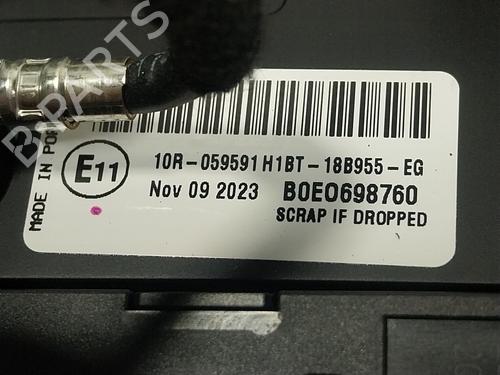 B-PARTS
MADE IN POR
E11
10R-059591 H1BT-18B955-EG
Nov 09 2023 B0E0698760
SCRAP IF DROPPED